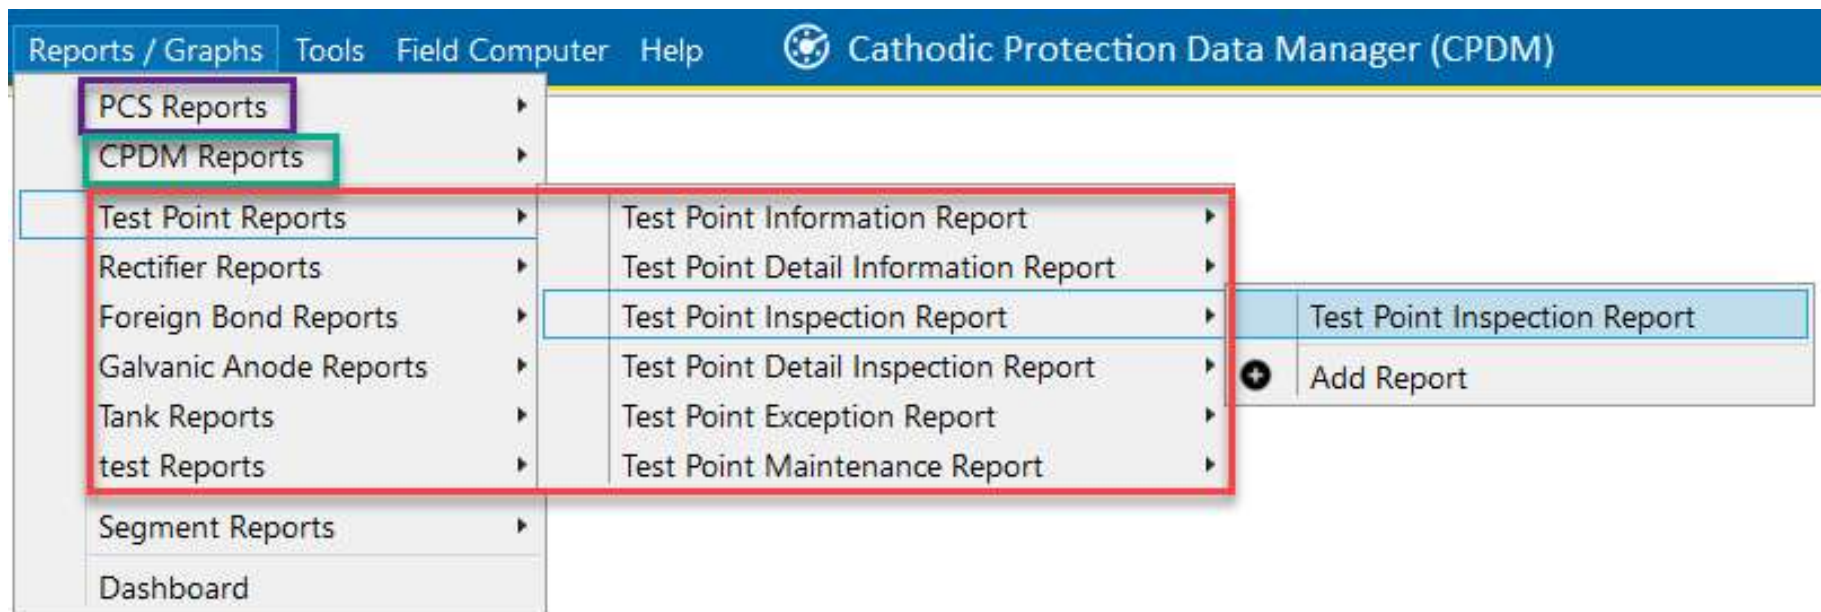 Reports / Graphs Tools Field Computer Help Cathodic Protection Data Manager (CPDM)
PCS Reports
CPDM Reports
Test Point Reports
Rectifier Reports
Foreign Bond Reports
Galvanic Anode Reports
Tank Reports
test Reports
Segment Reports
Dashboard
Test Point Information Report
Test Point Detail Information Report
Test Point Inspection Report
Test Point Detail Inspection Report
Test Point Exception Report
Test Point Maintenance Report
Test Point Inspection Report
Add Report